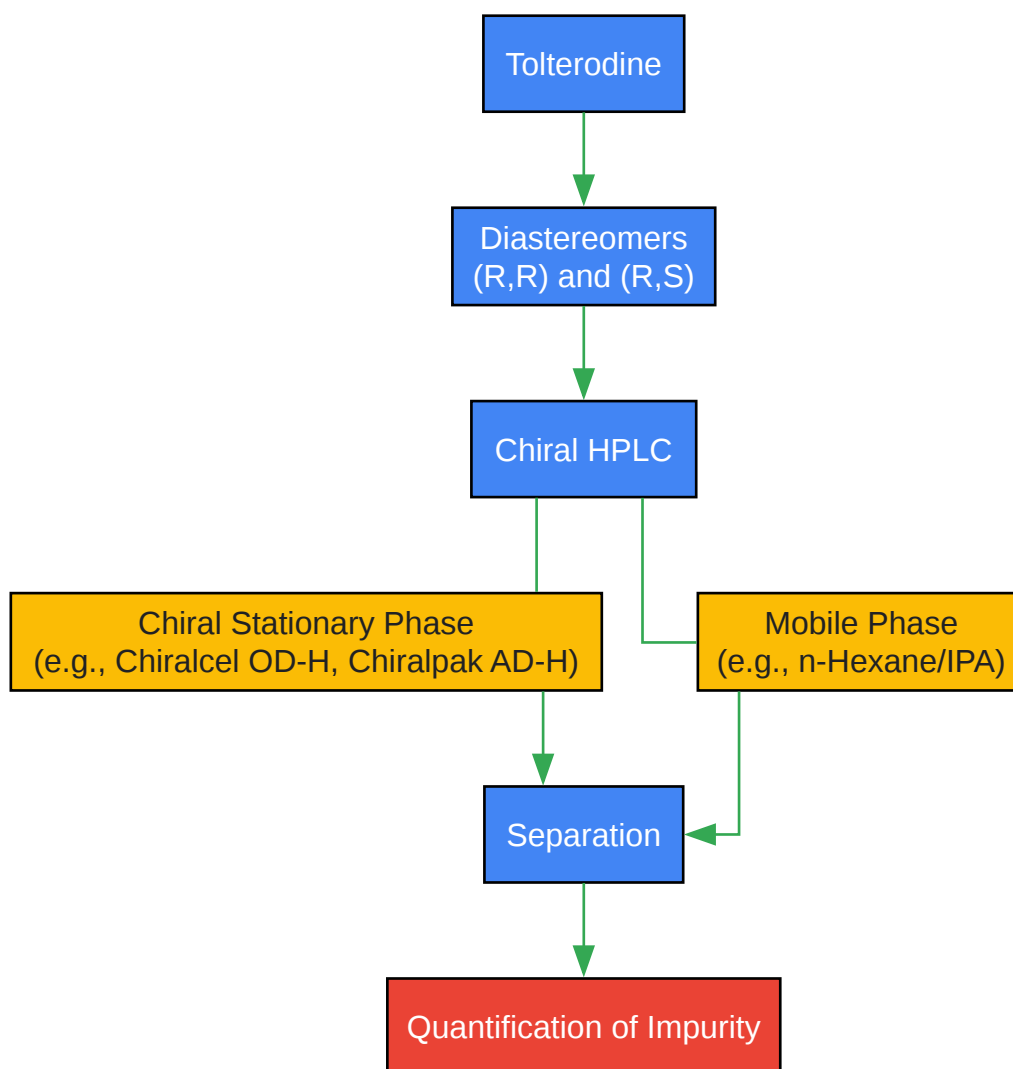 Tolterodine
Diastereomers
(R,R) and (R,S)
Chiral HPLC
Chiral Stationary Phase
(e.g., Chiralcel OD-H, Chiralpak AD-H)
Mobile Phase
(e.g., n-Hexane/IPA)
Separation
Quantification of Impurity